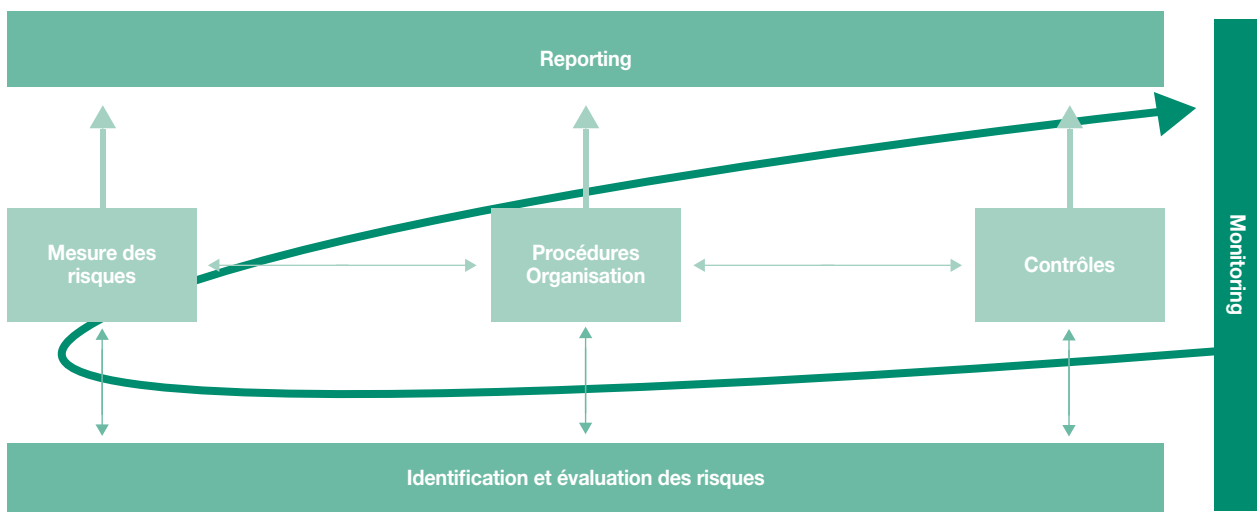 Reporting
Mesure des
risques
Procédures
Organisation
Contrôles
Monitoring
Identification et évaluation des risques